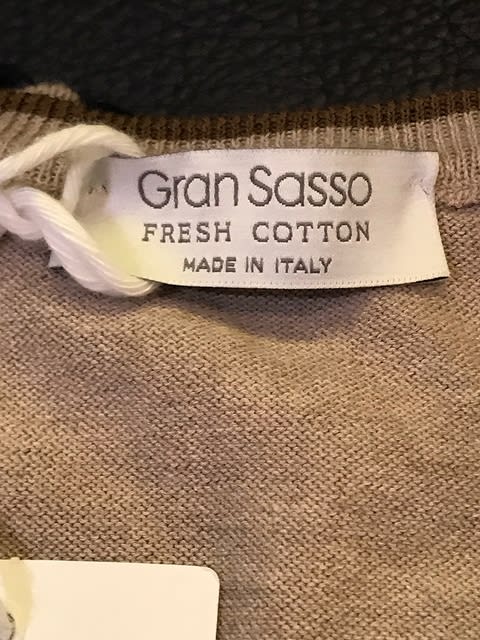 Gran Sasso
FRESH COTTON
MADE IN ITALY